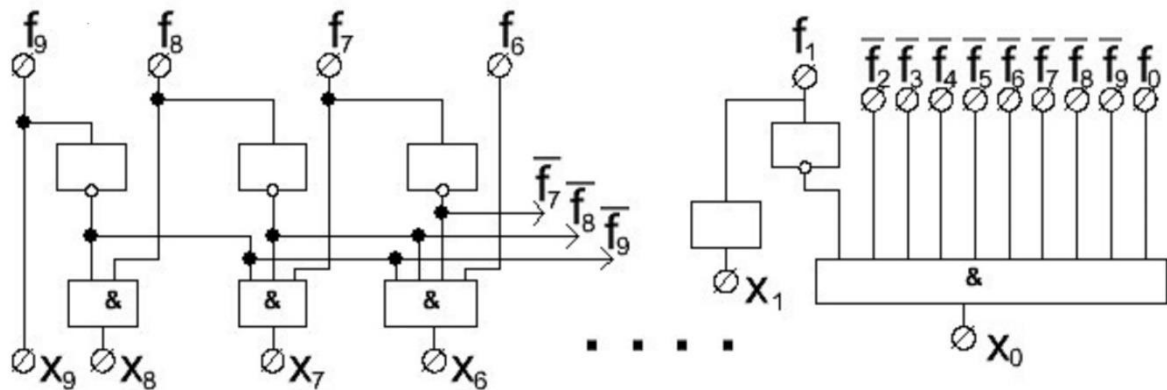 f₉ f₈ f₇ f₆ f₁ f̅₂ f̅₃ f̅₄ f̅₅ f̅₆ f̅₇ f̅₈ f̅₉ f₀
f̅₇ f̅₈ f̅₉
& & & &
X₉ X₈ X₇ X₆ . . . . X₁ X₀